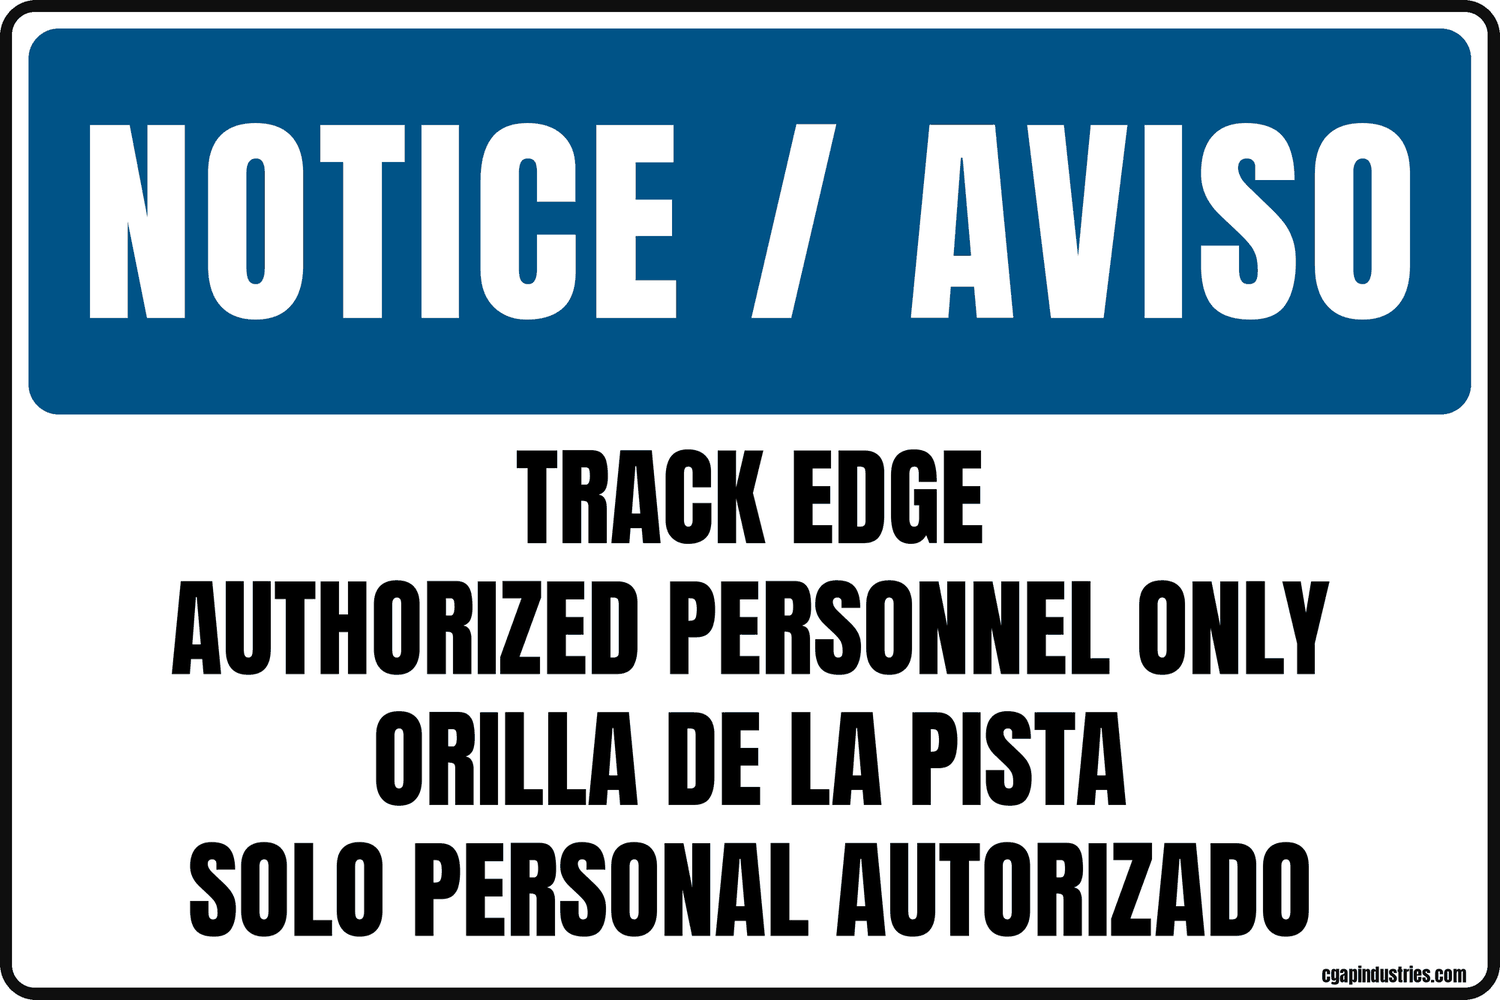 NOTICE / AVISO
TRACK EDGE
AUTHORIZED PERSONNEL ONLY
ORILLA DE LA PISTA
SOLO PERSONAL AUTORIZADO
cgapindustries.com